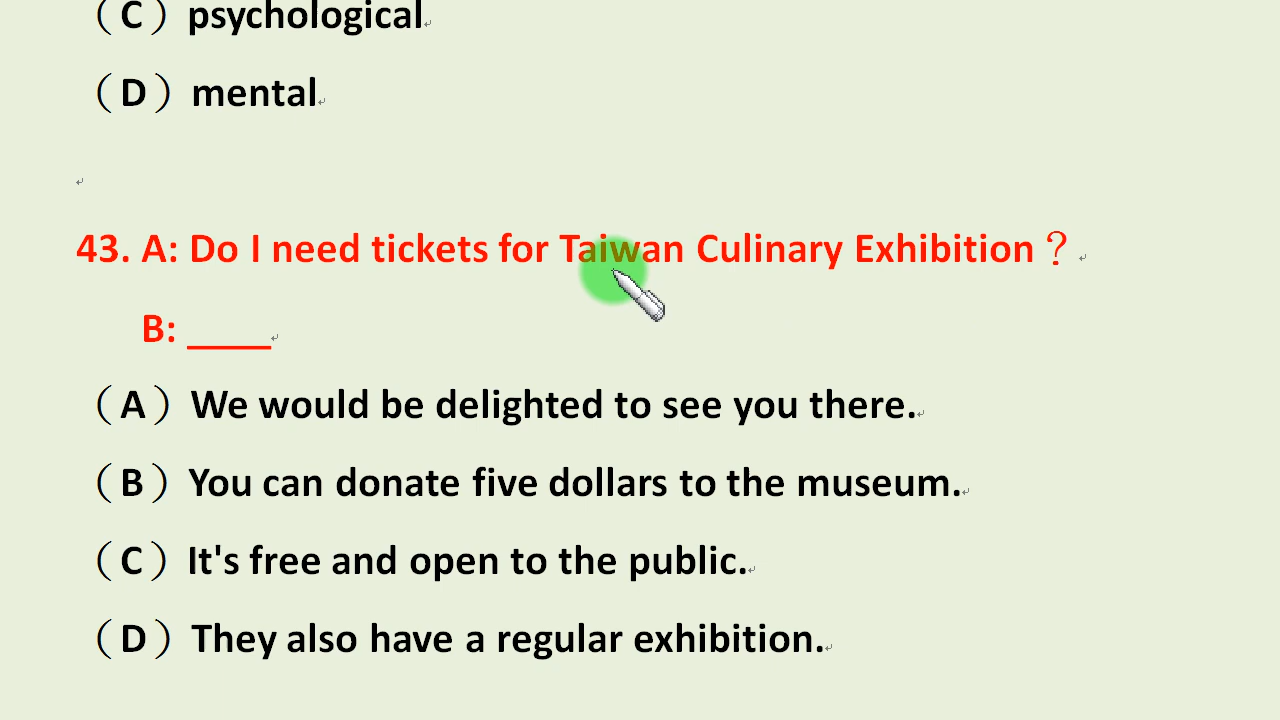 （C）psychological
（D）mental
43. A: Do I need tickets for Taiwan Culinary Exhibition？
B: ____
（A）We would be delighted to see you there.
（B）You can donate five dollars to the museum.
（C）It's free and open to the public.
（D）They also have a regular exhibition.